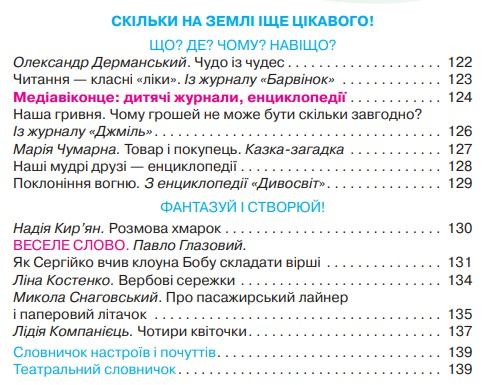 СКІЛЬКИ НА ЗЕМЛІ ІЩЕ ЦІКАВОГО!
ЩО? ДЕ? ЧОМУ? НАВІЩО?
Олександр Дерманський. Чудо із чудес . . . . . . . . . . . . . . . . . . . . . . 122
Читання — класні «ліки». Із журналу «Барвінок» . . . . . . . . . . . . . 123
Медіавіконце: дитячі журнали, енциклопедії . . . . . . . . . . . . . . 124
Наша гривня. Чому грошей не може бути скільки завгодно?
Із журналу «Джміль». . . . . . . . . . . . . . . . . . . . . . . . . . . . . . . . . . . . 126
Марія Чумарна. Товар і покупець. Казка-загадка . . . . . . . . . . . . 127
Наші мудрі друзі — енциклопедії . . . . . . . . . . . . . . . . . . . . . . . . . . 128
Поклоніння вогню. З енциклопедії «Дивосвіт». . . . . . . . . . . . . . . 129
ФАНТАЗУЙ І СТВОРЮЙ!
Надія Кир’ян. Розмова хмарок . . . . . . . . . . . . . . . . . . . . . . . . . . . . 130
ВЕСЕЛЕ СЛОВО. Павло Глазовий.
Як Сергійко вчив клоуна Бобу складати вірші . . . . . . . . . . . . . . . 131
Ліна Костенко. Вербові сережки . . . . . . . . . . . . . . . . . . . . . . . . . . 134
Микола Снаговський. Про пасажирський лайнер
і паперовий літачок . . . . . . . . . . . . . . . . . . . . . . . . . . . . . . . . . . . . . 135
Лідія Компанієць. Чотири квіточки. . . . . . . . . . . . . . . . . . . . . . . . . 137
Словничок настроїв і почуттів. . . . . . . . . . . . . . . . . . . . . . . . . . . . . 139
Театральний словничок. . . . . . . . . . . . . . . . . . . . . . . . . . . . . . . . . . 139